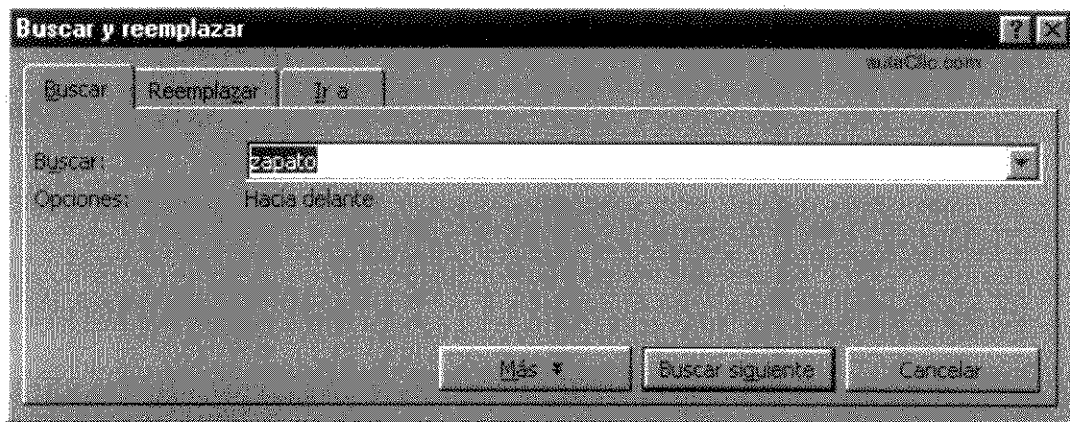 Buscar y reemplazar
aulaClic.com
Buscar Reemplazar Ir a
Buscar: zapato
Opciones: Hacia delante
Más Buscar siguiente Cancelar